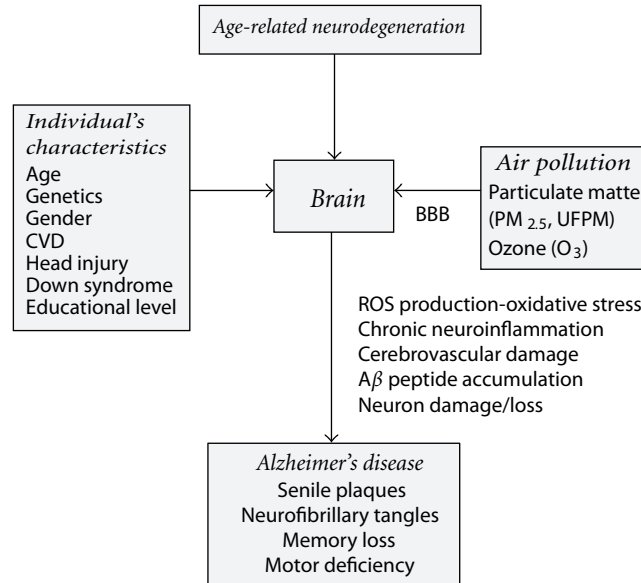 Age-related neurodegeneration
Individual's
characteristics
Age
Genetics
Gender
CVD
Head injury
Down syndrome
Educational level
Brain
BBB
Air pollution
Particulate matte
(PM 2.5, UFPM)
Ozone (O3)
ROS production-oxidative stress
Chronic neuroinflammation
Cerebrovascular damage
Aβ peptide accumulation
Neuron damage/loss
Alzheimer's disease
Senile plaques
Neurofibrillary tangles
Memory loss
Motor deficiency